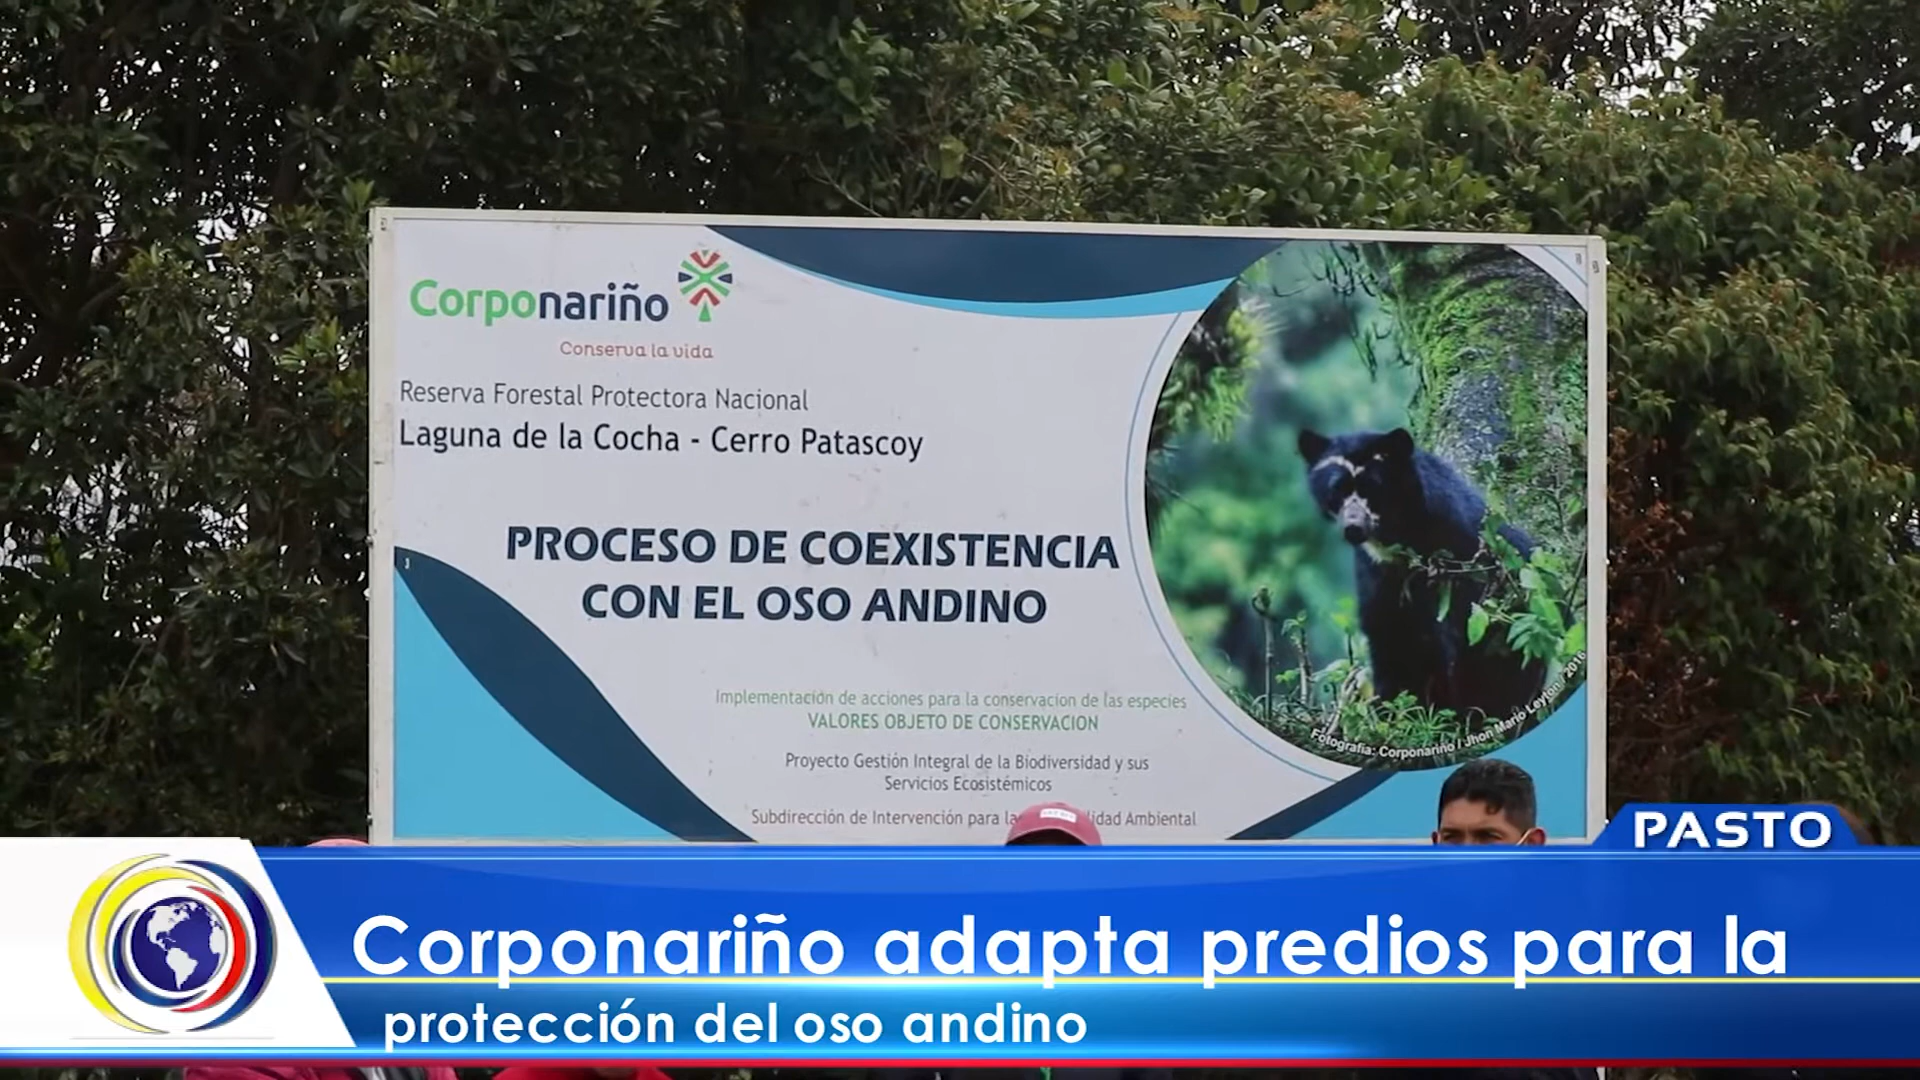 Corponariño
Conserva la vida
Reserva Forestal Protectora Nacional
Laguna de la Cocha - Cerro Patascoy
PROCESO DE COEXISTENCIA
CON EL OSO ANDINO
Implementación de acciones para la conservacion de las especies
VALORES OBJETO DE CONSERVACION
Proyecto Gestión Integral de la Biodiversidad y sus
Servicios Ecosistémicos
Subdirección de Intervención para la Ambiental
Fotografía: Corponariño / Jhon Mario Leyton / 2016
PASTO
Corponariño adapta predios para la
protección del oso andino